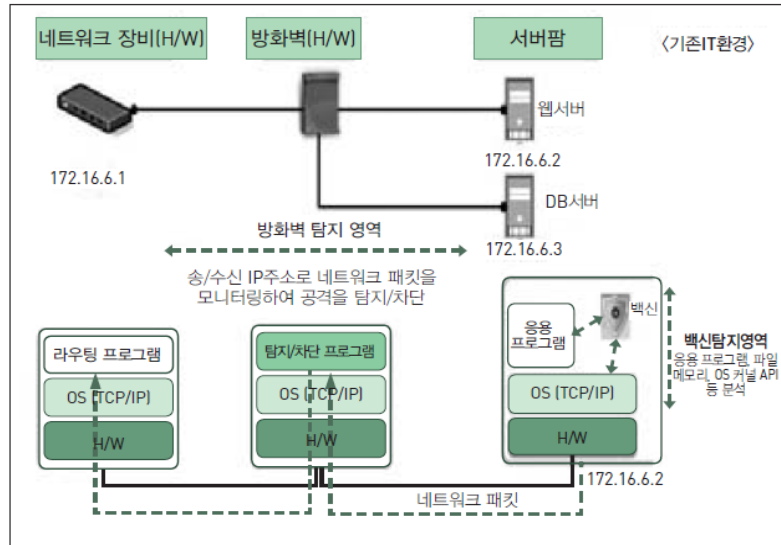 네트워크 장비(H/W)
방화벽(H/W)
서버팜
〈기존IT환경〉
웹서버
172.16.6.1
172.16.6.2
DB서버
172.16.6.3
방화벽 탐지 영역
송/수신 IP주소로 네트워크 패킷을
모니터링하여 공격을 탐지/차단
라우팅 프로그램
OS (TCP/IP)
H/W
탐지/차단 프로그램
OS (TCP/IP)
H/W
응용
프로그램
백신
OS (TCP/IP)
H/W
백신탐지영역
응용 프로그램, 파일
메모리, OS 커널 API
등 분석
네트워크 패킷
172.16.6.2